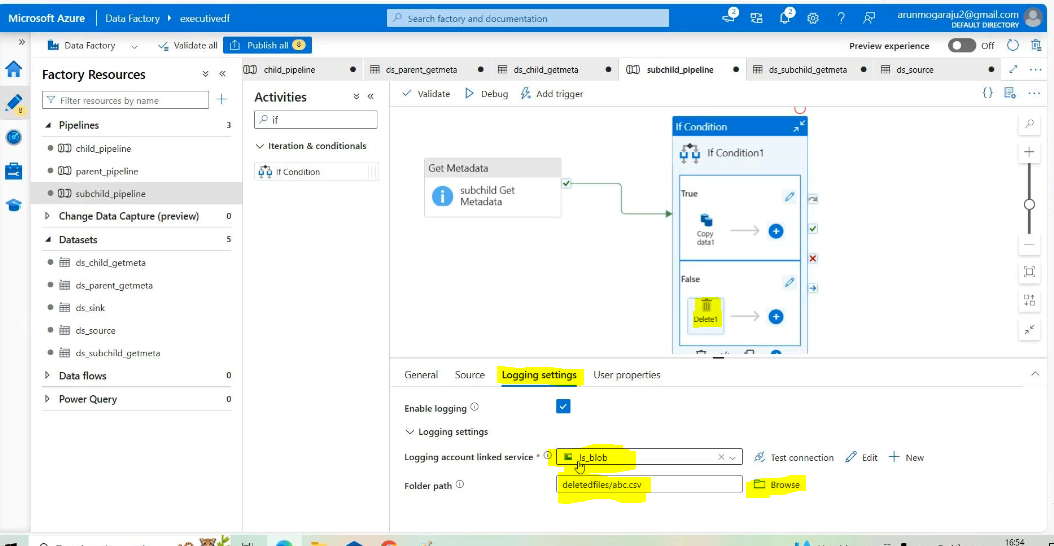 Microsoft Azure
Data Factory
executivedf
Search factory and documentation
3
2
arunmogaraju2@gmail.com
DEFAULT DIRECTORY
Data Factory
Validate all
Publish all
8
Preview experience
Off
8
Factory Resources
Filter resources by name
Pipelines 3
child_pipeline
parent_pipeline
subchild_pipeline
Change Data Capture (preview) 0
Datasets 5
ds_child_getmeta
ds_parent_getmeta
ds_sink
ds_source
ds_subchild_getmeta
Data flows 0
Power Query 0
child_pipeline
ds_parent_getmeta
ds_child_getmeta
subchild_pipeline
ds_subchild_getmeta
ds_source
Activities
if
Iteration & conditionals
If Condition
Validate
Debug
Add trigger
Get Metadata
subchild Get
Metadata
If Condition
If Condition1
True
Copy
data1
False
Delete1
General
Source
Logging settings
User properties
Enable logging
Logging settings
Logging account linked service *
ls_blob
Test connection
Edit
New
Folder path
deletedfiles/abc.csv
Browse
16:54